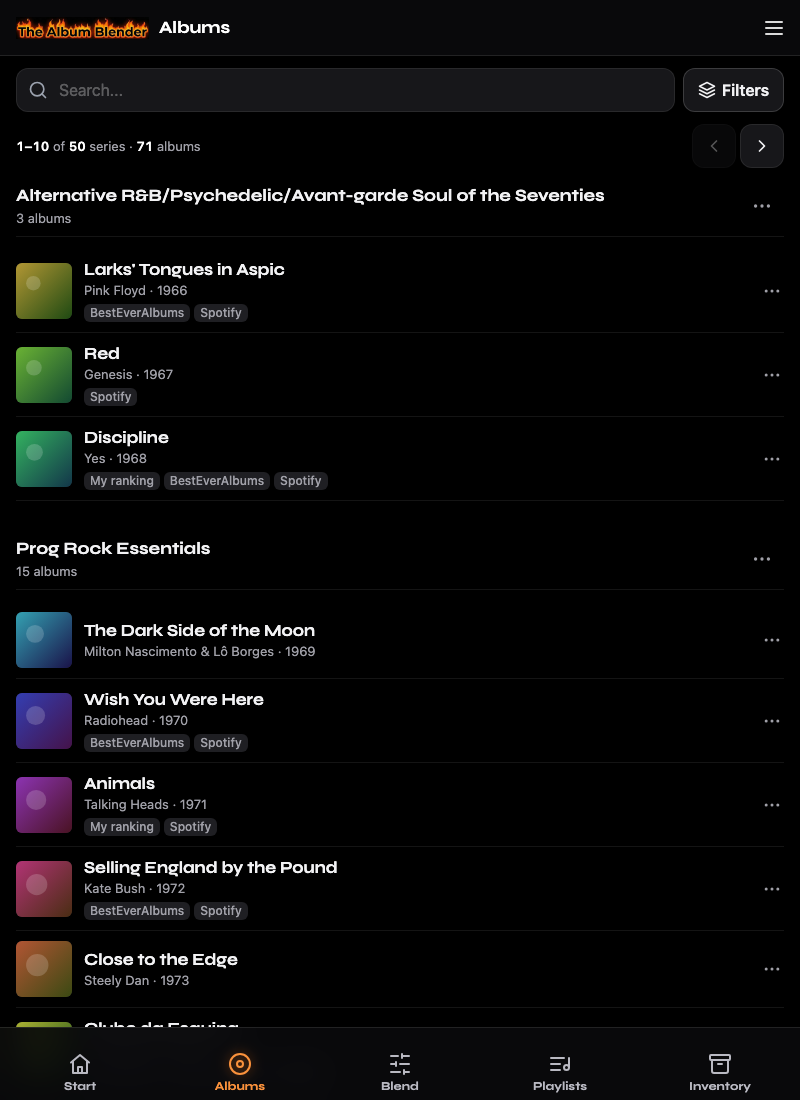 The Album Blender Albums
Search...
Filters
1–10 of 50 series · 71 albums
Alternative R&B/Psychedelic/Avant-garde Soul of the Seventies
3 albums
Larks' Tongues in Aspic
Pink Floyd · 1966
BestEverAlbums Spotify
Red
Genesis · 1967
Spotify
Discipline
Yes · 1968
My ranking BestEverAlbums Spotify
Prog Rock Essentials
15 albums
The Dark Side of the Moon
Milton Nascimento & Lô Borges · 1969
Wish You Were Here
Radiohead · 1970
BestEverAlbums Spotify
Animals
Talking Heads · 1971
My ranking Spotify
Selling England by the Pound
Kate Bush · 1972
BestEverAlbums Spotify
Close to the Edge
Steely Dan · 1973
Clube da Esquina
Start Albums Blend Playlists Inventory